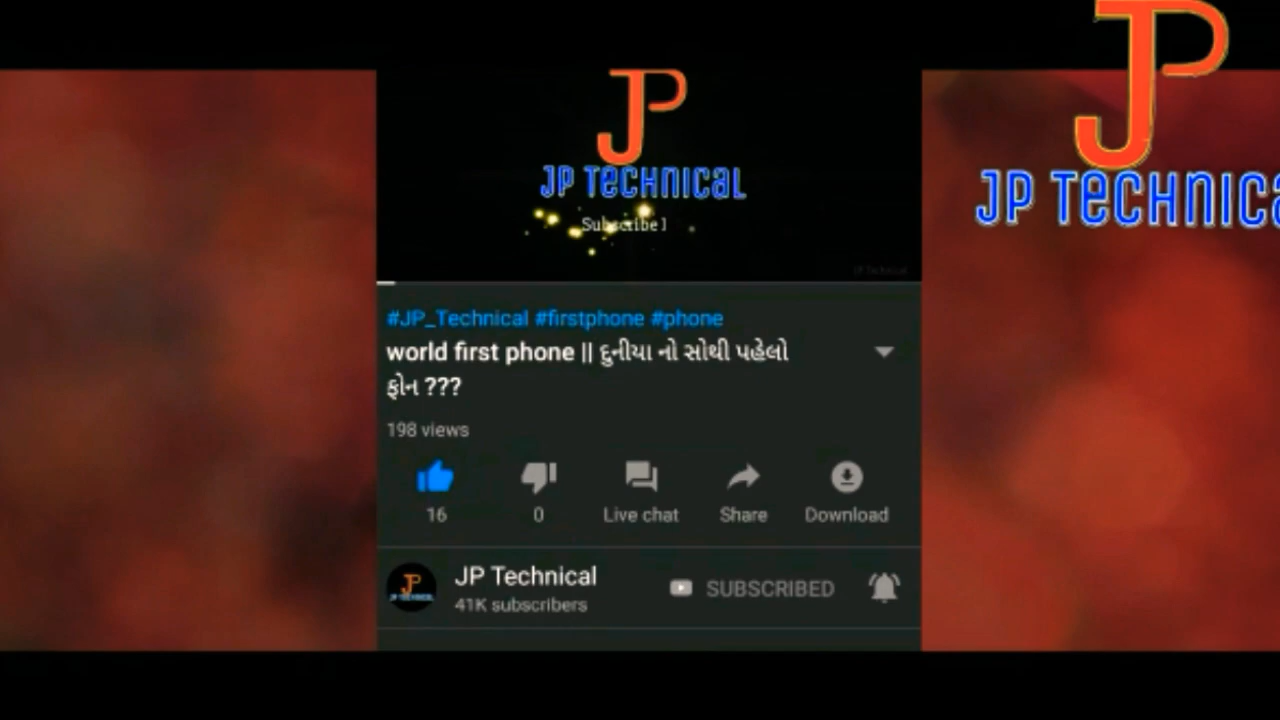 JP
JP TECHNICAL
JP
JP TECHNICA
#JP_Technical #firstphone #phone
world first phone || દુનીયા નો સોથી પહેલો
ફોન ???
198 views
16
0
Live chat
Share
Download
JP Technical
41K subscribers
SUBSCRIBED